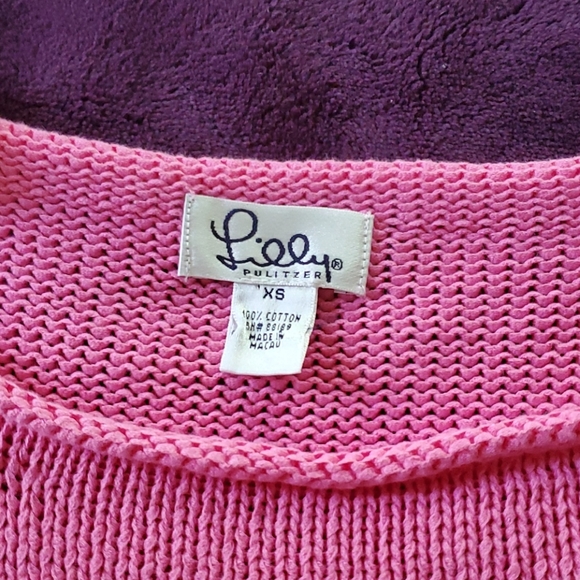 Lilly®
PULITZER
XS
100% COTTON
MADE IN
MACAU